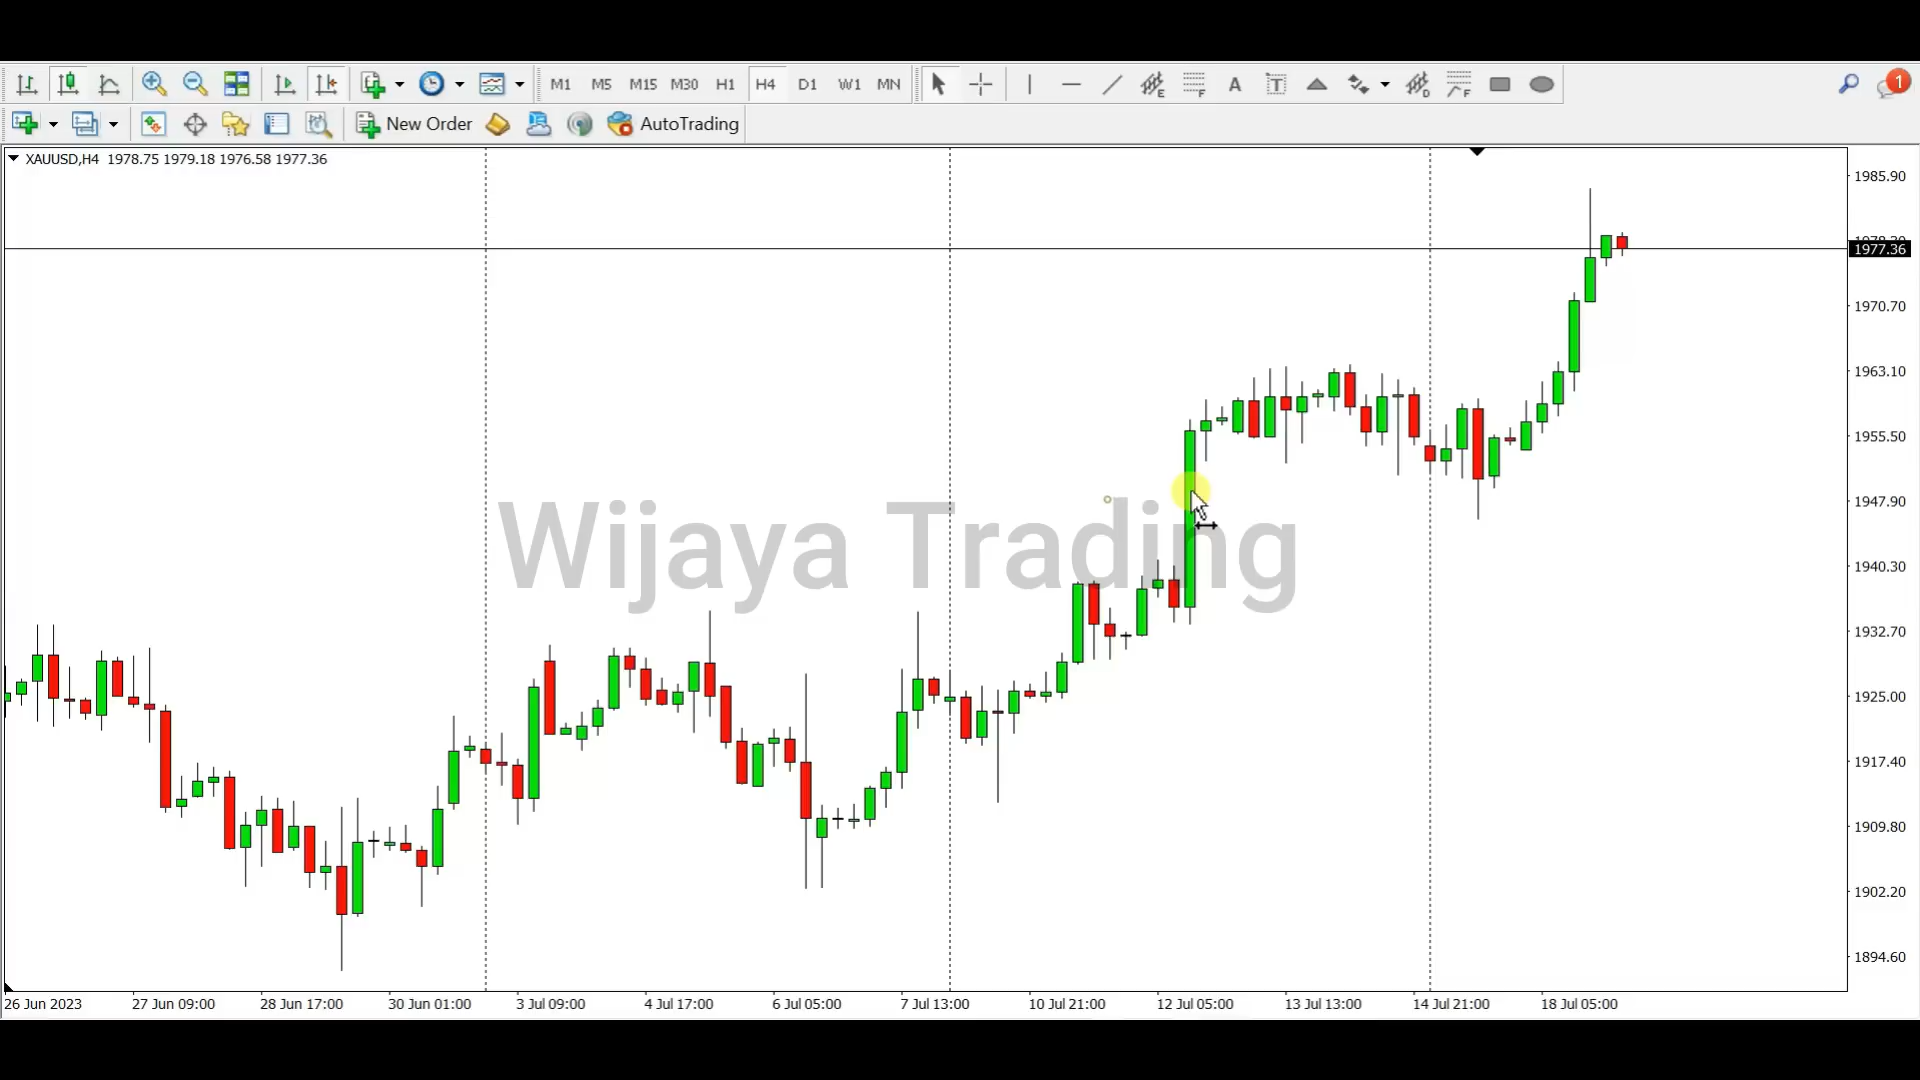 M1 M5 M15 M30 H1 H4 D1 W1 MN E F A T D F 1
New Order AutoTrading
XAUUSD,H4 1978.75 1979.18 1976.58 1977.36
1985.90
1977.36
1970.70
1963.10
1955.50
1947.90
Wijaya Trading
1940.30
1932.70
1925.00
1917.40
1909.80
1902.20
1894.60
26 Jun 2023 27 Jun 09:00 28 Jun 17:00 30 Jun 01:00 3 Jul 09:00 4 Jul 17:00 6 Jul 05:00 7 Jul 13:00 10 Jul 21:00 12 Jul 05:00 13 Jul 13:00 14 Jul 21:00 18 Jul 05:00